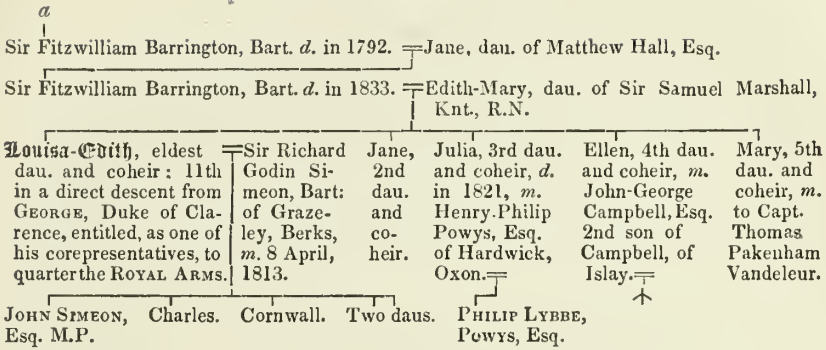 a
Sir Fitzwilliam Barrington, Bart. d. in 1792. Jane, dau. of Matthew Hall, Esq.
Sir Fitzwilliam Barrington, Bart. d. in 1833. Edith-Mary, dau. of Sir Samuel Marshall,
Knt., R.N.
Louisa-Edith, eldest
dau. and coheir: 11th
in a direct descent from
GEORGE, Duke of Cla-
rence, entitled, as one of
his corepresentatives, to
quarter the ROYAL ARMS.
Sir Richard
Godin Si-
meon, Bart:
of Graze-
ley, Berks,
m. 8 April,
1813.
Jane,
2nd
dau.
and
co-
heir.
Julia, 3rd dau.
and coheir, d.
in 1821, m.
Henry Philip
Powys, Esq.
of Hardwick,
Oxon.
Ellen, 4th dau.
and coheir, m.
John-George
Campbell, Esq.
2nd son of
Campbell, of
Islay.
Mary, 5th
dau. and
coheir, m.
to Capt.
Thomas
Pakenham
Vandeleur.
JOHN SIMEON,
Esq. M.P.
Charles.
Cornwall.
Two daus.
PHILIP LYBBE,
Powys, Esq.